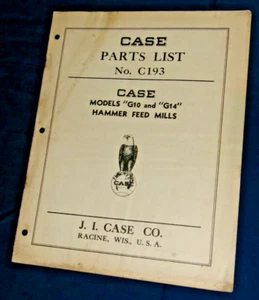 CASE
PARTS LIST
No. C193
CASE
MODELS "G10 and "G14"
HAMMER FEED MILLS
CASE
J. I. CASE CO.
RACINE, WIS., U. S. A.